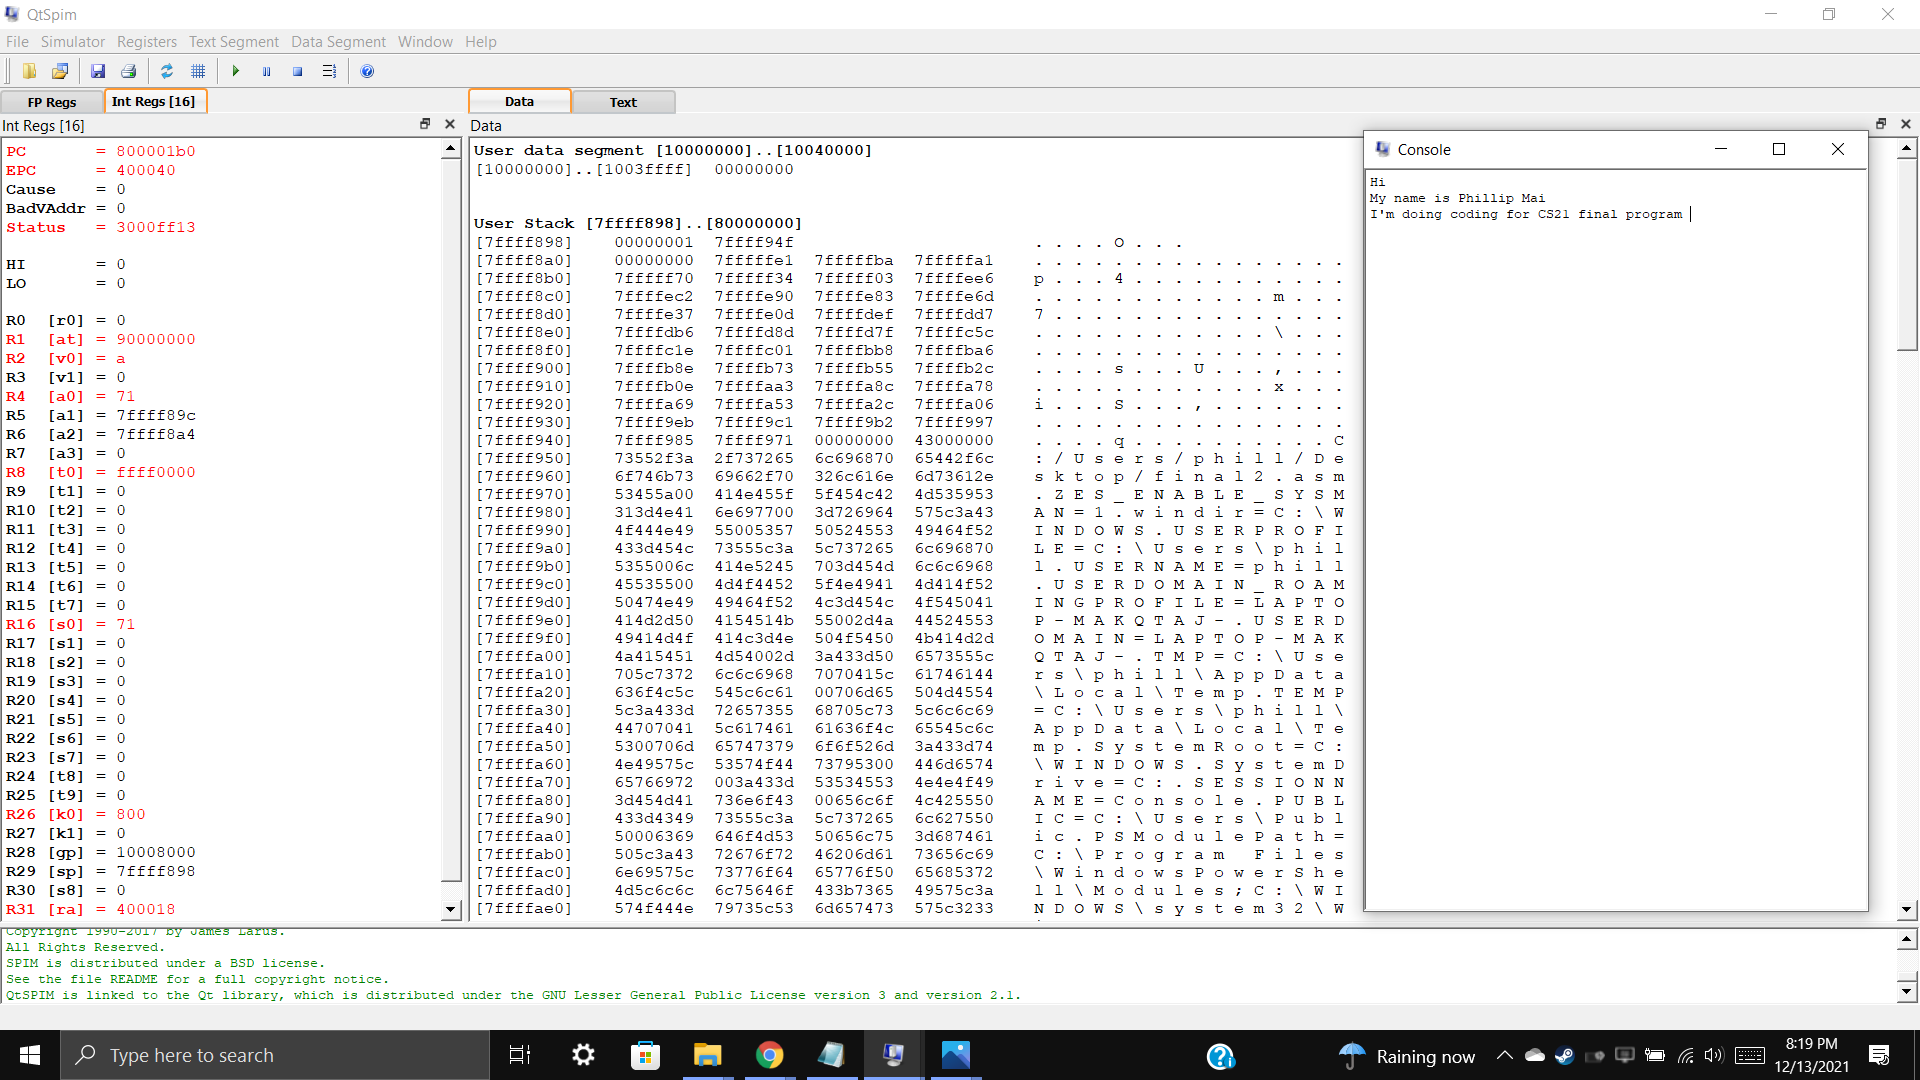 QtSpim
File Simulator Registers Text Segment Data Segment Window Help
FP Regs Int Regs [16] Data Text
Int Regs [16]
PC = 800001b0
EPC = 400040
Cause = 0
BadVAddr = 0
Status = 3000ff13
HI = 0
LO = 0
R0 [r0] = 0
R1 [at] = 90000000
R2 [v0] = a
R3 [v1] = 0
R4 [a0] = 71
R5 [a1] = 7ffff89c
R6 [a2] = 7ffff8a4
R7 [a3] = 0
R8 [t0] = ffff0000
R9 [t1] = 0
R10 [t2] = 0
R11 [t3] = 0
R12 [t4] = 0
R13 [t5] = 0
R14 [t6] = 0
R15 [t7] = 0
R16 [s0] = 71
R17 [s1] = 0
R18 [s2] = 0
R19 [s3] = 0
R20 [s4] = 0
R21 [s5] = 0
R22 [s6] = 0
R23 [s7] = 0
R24 [t8] = 0
R25 [t9] = 0
R26 [k0] = 800
R27 [k1] = 0
R28 [gp] = 10008000
R29 [sp] = 7ffff898
R30 [s8] = 0
R31 [ra] = 400018
Data
User data segment [10000000]..[10040000]
[10000000]..[1003ffff] 00000000
User Stack [7ffff898]..[80000000]
[7ffff898] 00000001 7ffff94f . . . . O . . .
[7ffff8a0] 00000000 7fffffe1 7fffffba 7fffffa1 . . . . . . . . . . . . . . . .
[7ffff8b0] 7fffff70 7fffff34 7fffff03 7ffffee6 p . . . 4 . . . . . . . . . . .
[7ffff8c0] 7ffffec2 7ffffe90 7ffffe83 7ffffe6d . . . . . . . . . . . . m . . .
[7ffff8d0] 7ffffe37 7ffffe0d 7ffffdef 7ffffdd7 7 . . . . . . . . . . . . . . .
[7ffff8e0] 7ffffdb6 7ffffd8d 7ffffd7f 7ffffc5c . . . . . . . . . . . . \ . . .
[7ffff8f0] 7ffffc1e 7ffffc01 7ffffbb8 7ffffba6 . . . . . . . . . . . . . . . .
[7ffff900] 7ffffb8e 7ffffb73 7ffffb55 7ffffb2c . . . . s . . . U . . . , . . .
[7ffff910] 7ffffb0e 7ffffaa3 7ffffa8c 7ffffa78 . . . . . . . . . . . . x . . .
[7ffff920] 7ffffa69 7ffffa53 7ffffa2c 7ffffa06 i . . . S . . . , . . . . . . .
[7ffff930] 7ffff9eb 7ffff9c1 7ffff9b2 7ffff997 . . . . . . . . . . . . . . . .
[7ffff940] 7ffff985 7ffff971 00000000 43000000 . . . . q . . . . . . . . . . C
[7ffff950] 73552f3a 2f737265 6c696870 65442f6c : / U s e r s / p h i l l / D e
[7ffff960] 6f746b73 69662f70 326c616e 6d73612e s k t o p / f i n a l 2 . a s m
[7ffff970] 53455a00 414e455f 5f454c42 4d535953 . Z E S _ E N A B L E _ S Y S M
[7ffff980] 313d4e41 6e697700 3d726964 575c3a43 A N = 1 . w i n d i r = C : \ W
[7ffff990] 4f444e49 55005357 50524553 49464f52 I N D O W S . U S E R P R O F I
[7ffff9a0] 433d454c 73555c3a 5c737265 6c696870 L E = C : \ U s e r s \ p h i l
[7ffff9b0] 5355006c 414e5245 703d454d 6c6c6968 l . U S E R N A M E = p h i l l
[7ffff9c0] 45535500 4d4f4452 5f4e4941 4d414f52 . U S E R D O M A I N _ R O A M
[7ffff9d0] 50474e49 49464f52 4c3d454c 4f545041 I N G P R O F I L E = L A P T O
[7ffff9e0] 414d2d50 4154514b 55002d4a 44524553 P - M A K Q T A J - . U S E R D
[7ffff9f0] 49414d4f 414c3d4e 504f5450 4b414d2d O M A I N = L A P T O P - M A K
[7ffffa00] 4a415451 4d54002d 3a433d50 6573555c Q T A J - . T M P = C : \ U s e
[7ffffa10] 705c7372 6c6c6968 7070415c 61746144 r s \ p h i l l \ A p p D a t a
[7ffffa20] 636f4c5c 545c6c61 00706d65 504d4554 \ L o c a l \ T e m p . T E M P
[7ffffa30] 5c3a433d 72657355 68705c73 5c6c6c69 = C : \ U s e r s \ p h i l l \
[7ffffa40] 44707041 5c617461 61636f4c 65545c6c A p p D a t a \ L o c a l \ T e
[7ffffa50] 5300706d 65747379 6f6f526d 3a433d74 m p . S y s t e m R o o t = C :
[7ffffa60] 4e49575c 53574f44 73795300 446d6574 \ W I N D O W S . S y s t e m D
[7ffffa70] 65766972 003a433d 53534553 4e4e4f49 r i v e = C : . S E S S I O N N
[7ffffa80] 3d454d41 736e6f43 00656c6f 4c425550 A M E = C o n s o l e . P U B L
[7ffffa90] 433d4349 73555c3a 5c737265 6c627550 I C = C : \ U s e r s \ P u b l
[7ffffaa0] 50006369 646f4d53 50656c75 3d687461 i c . P S M o d u l e P a t h =
[7ffffab0] 505c3a43 72676f72 46206d61 73656c69 C : \ P r o g r a m F i l e s
[7ffffac0] 6e69575c 73776f64 65776f50 65685372 \ W i n d o w s P o w e r S h e
[7ffffad0] 4d5c6c6c 6c75646f 433b7365 49575c3a l l \ M o d u l e s ; C : \ W I
[7ffffae0] 574f444e 79735c53 6d657473 575c3233 N D O W S \ s y s t e m 3 2 \ W
Console
Hi
My name is Phillip Mai
I'm doing coding for CS21 final program
Copyright 1990-2017 by James Larus.
All Rights Reserved.
SPIM is distributed under a BSD license.
See the file README for a full copyright notice.
QtSPIM is linked to the Qt library, which is distributed under the GNU Lesser General Public License version 3 and version 2.1.
Type here to search
Raining now
8:19 PM
12/13/2021